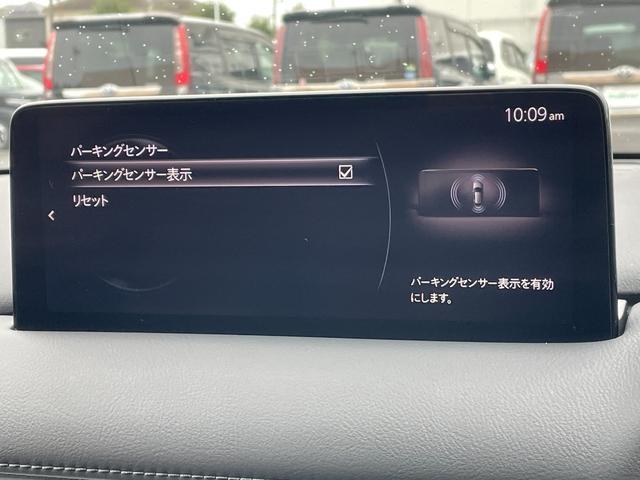 10:09am
パーキングセンサー
パーキングセンサー表示
リセット
パーキングセンサー表示を有効
にします。